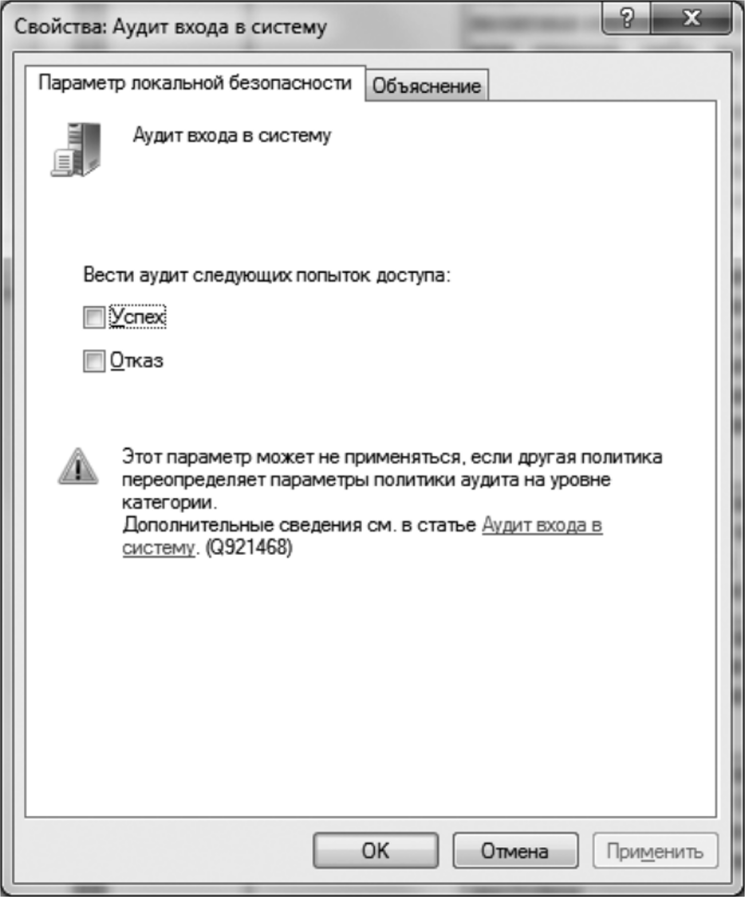 Свойства: Аудит входа в систему
Параметр локальной безопасности
Объяснение
Аудит входа в систему
Вести аудит следующих попыток доступа:
Успех
Отказ
Этот параметр может не применяться, если другая политика
переопределяет параметры политики аудита на уровне
категории.
Дополнительные сведения см. в статье Аудит входа в
систему. (Q921468)
OK
Отмена
Применить